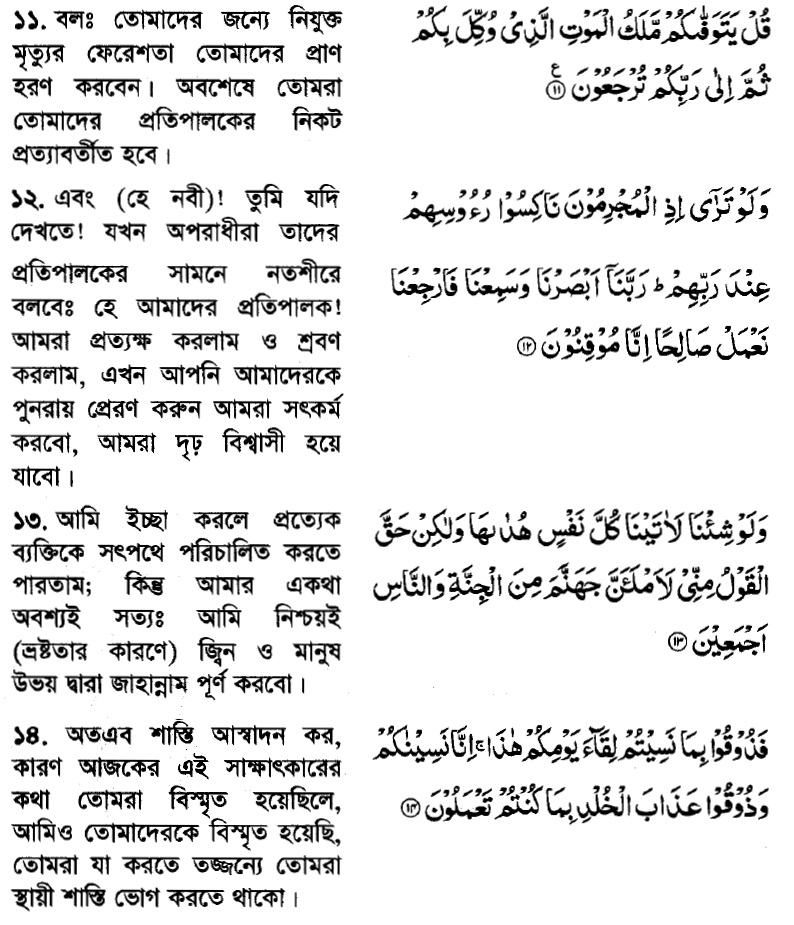 ১১. বলঃ তোমাদের জন্যে নিযুক্ত
মৃত্যুর ফেরেশতা তোমাদের প্রাণ
হরণ করবেন। অবশেষে তোমরা
তোমাদের প্রতিপালকের নিকট
প্রত্যাবর্তীত হবে।
قُلْ يَتَوَفّٰىكُمْ مَّلَكُ الْمَوْتِ الَّذِىْ وُكِّلَ بِكُمْ
ثُمَّ اِلٰى رَبِّكُمْ تُرْجَعُوْنَ ﴿۱۱﴾ ع
১২. এবং (হে নবী)! তুমি যদি
দেখতে! যখন অপরাধীরা তাদের
প্রতিপালকের সামনে নতশীরে
বলবেঃ হে আমাদের প্রতিপালক!
আমরা প্রত্যক্ষ করলাম ও শ্রবণ
করলাম, এখন আপনি আমাদেরকে
পুনরায় প্রেরণ করুন আমরা সৎকর্ম
করবো, আমরা দৃঢ় বিশ্বাসী হয়ে
যাবো।
وَلَوْ تَرٰٓى اِذِ الْمُجْرِمُوْنَ نَاكِسُوْا رُءُوْسِهِمْ
عِنْدَ رَبِّهِمْ ؕ رَبَّنَآ اَبْصَرْنَا وَسَمِعْنَا فَارْجِعْنَا
نَعْمَلْ صَالِحًا اِنَّا مُوْقِنُوْنَ ﴿۱۲﴾
১৩. আমি ইচ্ছা করলে প্রত্যেক
ব্যক্তিকে সৎপথে পরিচালিত করতে
পারতাম; কিন্তু আমার একথা
অবশ্যই সত্যঃ আমি নিশ্চয়ই
(ভ্রষ্টতার কারণে) জ্বিন ও মানুষ
উভয় দ্বারা জাহান্নাম পূর্ণ করবো।
وَلَوْ شِئْنَا لَاٰتَيْنَا كُلَّ نَفْسٍ هُدٰىهَا وَلٰكِنْ حَقَّ
الْقَوْلُ مِنِّىْ لَاَمْلَـَٔنَّ جَهَنَّمَ مِنَ الْجِنَّةِ وَالنَّاسِ
اَجْمَعِيْنَ ﴿۱۳﴾
১৪. অতএব শাস্তি আস্বাদন কর,
কারণ আজকের এই সাক্ষাৎকারের
কথা তোমরা বিস্মৃত হয়েছিলে,
আমিও তোমাদেরকে বিস্মৃত হয়েছি,
তোমরা যা করতে তজ্জন্যে তোমরা
স্থায়ী শাস্তি ভোগ করতে থাকো।
فَذُوْقُوْا بِمَا نَسِيْتُمْ لِقَآءَ يَوْمِكُمْ هٰذَا ۚ اِنَّا نَسِيْنٰكُمْ
وَذُوْقُوْا عَذَابَ الْخُلْدِ بِمَا كُنْتُمْ تَعْمَلُوْنَ ﴿۱۴﴾